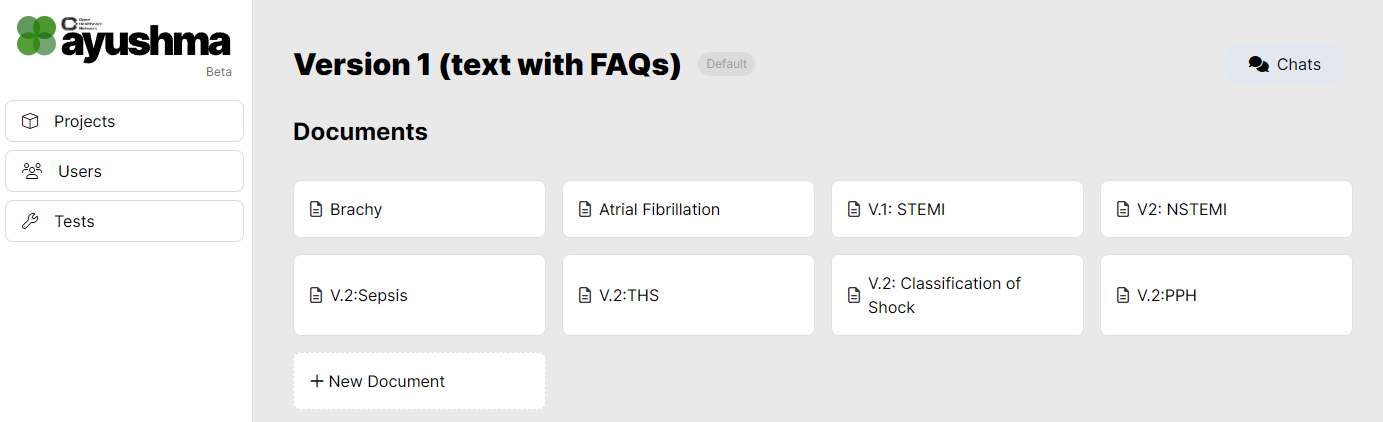 Open
Healthcare
Network
ayushma
Beta
Projects
Users
Tests
Version 1 (text with FAQs)
Default
Chats
Documents
Brachy
Atrial Fibrillation
V.1: STEMI
V2: NSTEMI
V.2:Sepsis
V.2:THS
V.2: Classification of
Shock
V.2:PPH
+ New Document